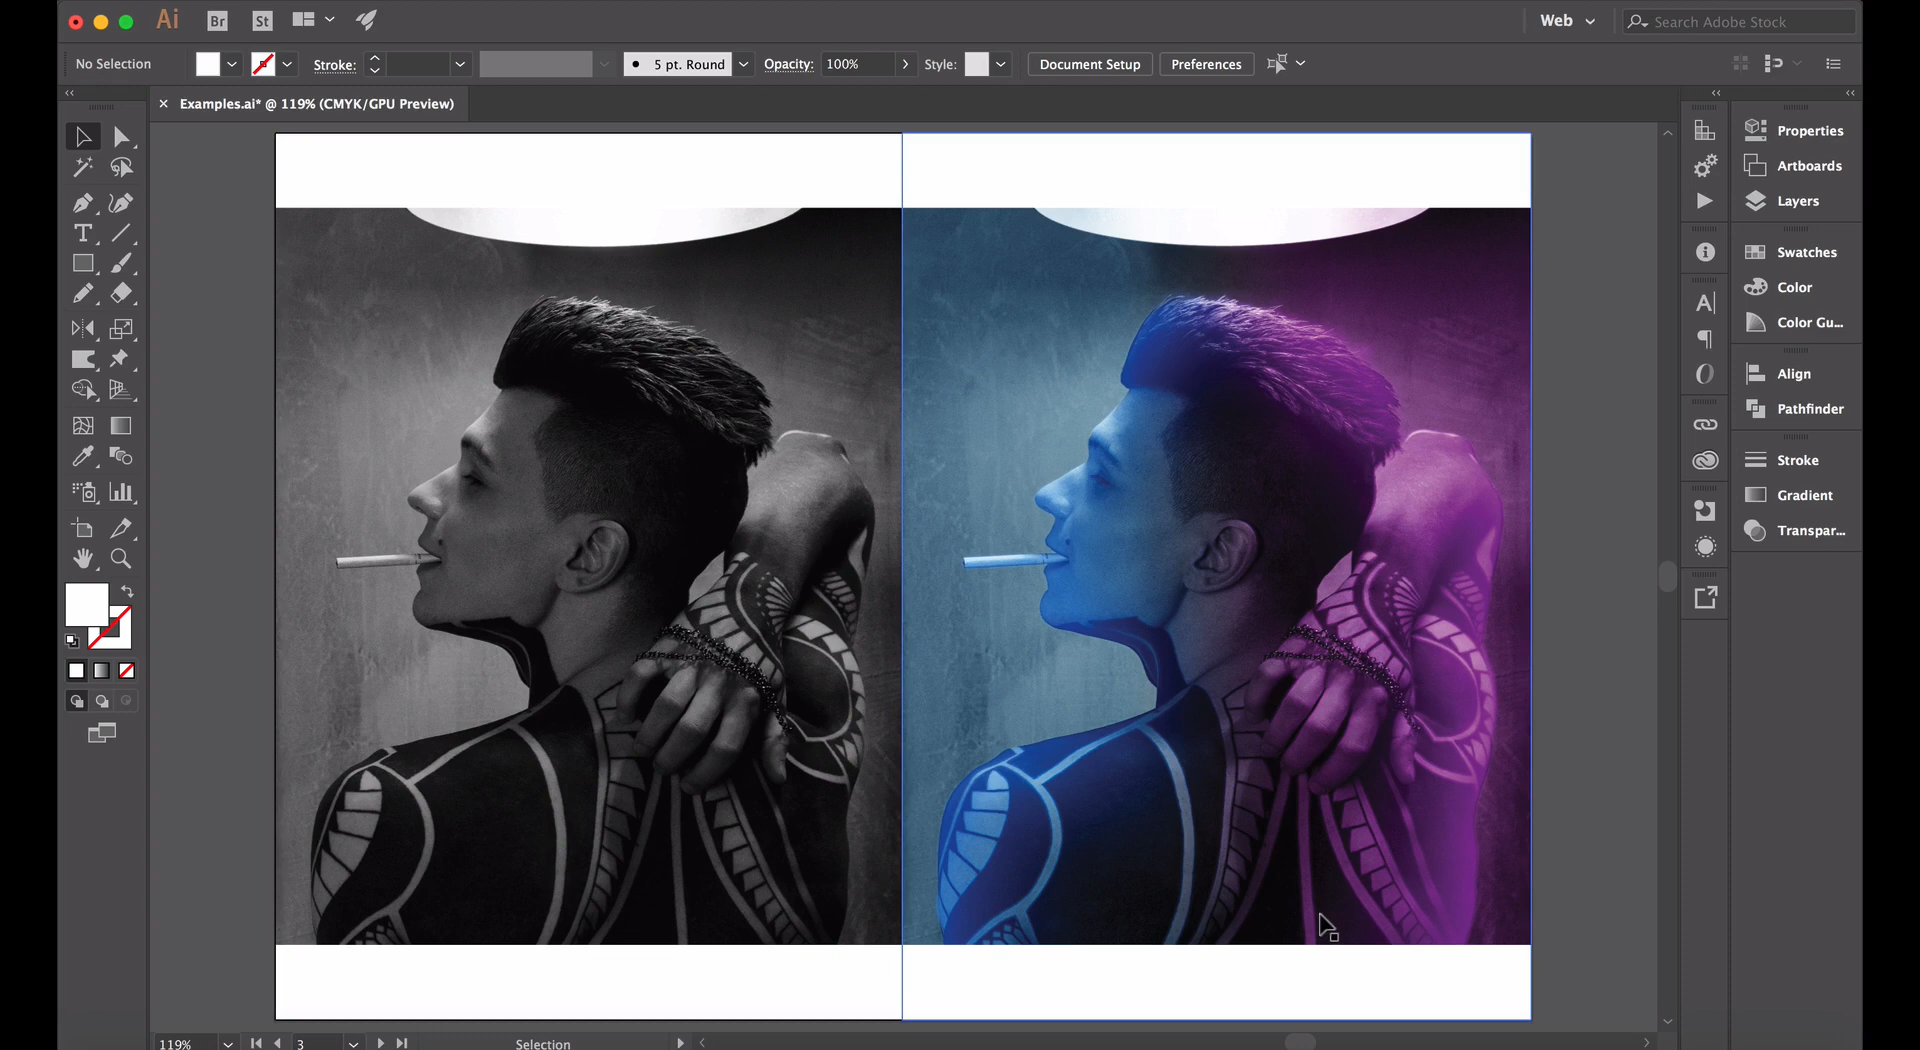 Ai Br St Web Search Adobe Stock
No Selection Stroke: 5 pt. Round Opacity: 100% Style: Document Setup Preferences
Examples.ai* @ 119% (CMYK/GPU Preview)
Properties
Artboards
Layers
Swatches
Color
Color Gu...
Align
Pathfinder
Stroke
Gradient
Transpar...
119% 3 Selection